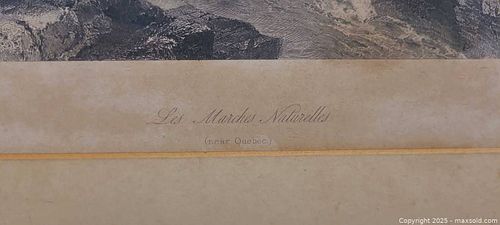 Les Marches Naturelles
(near Quebec)
Copyright 2025 - maxsold.com